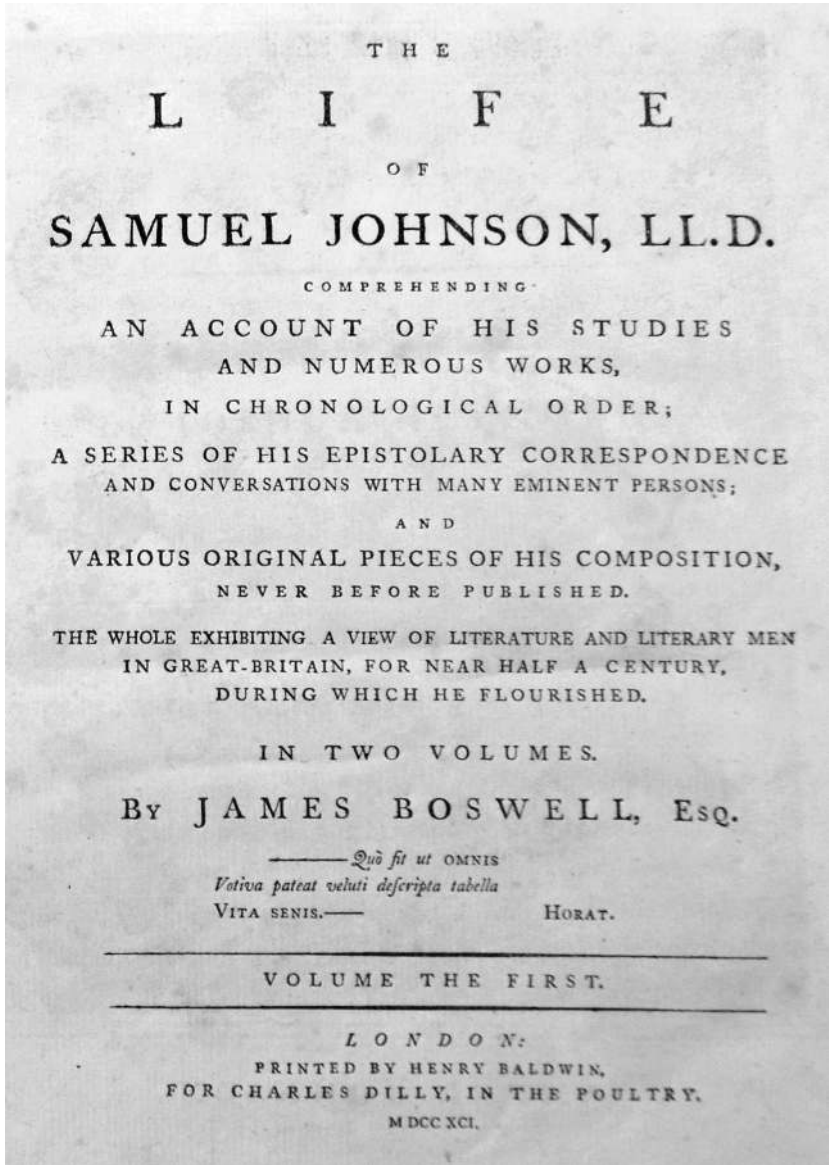 THE
LIFE
OF
SAMUEL JOHNSON, LL.D.
COMPREHENDING
AN ACCOUNT OF HIS STUDIES
AND NUMEROUS WORKS,
IN CHRONOLOGICAL ORDER;
A SERIES OF HIS EPISTOLARY CORRESPONDENCE
AND CONVERSATIONS WITH MANY EMINENT PERSONS;
AND
VARIOUS ORIGINAL PIECES OF HIS COMPOSITION,
NEVER BEFORE PUBLISHED.
THE WHOLE EXHIBITING A VIEW OF LITERATURE AND LITERARY MEN
IN GREAT-BRITAIN, FOR NEAR HALF A CENTURY,
DURING WHICH HE FLOURISHED.
IN TWO VOLUMES.
BY JAMES BOSWELL, ESQ.
——Quò fit ut OMNIS
Votiva pateat veluti deſcripta tabella
VITA SENIS.—— HORAT.
VOLUME THE FIRST.
LONDON:
PRINTED BY HENRY BALDWIN,
FOR CHARLES DILLY, IN THE POULTRY.
MDCCXCI.